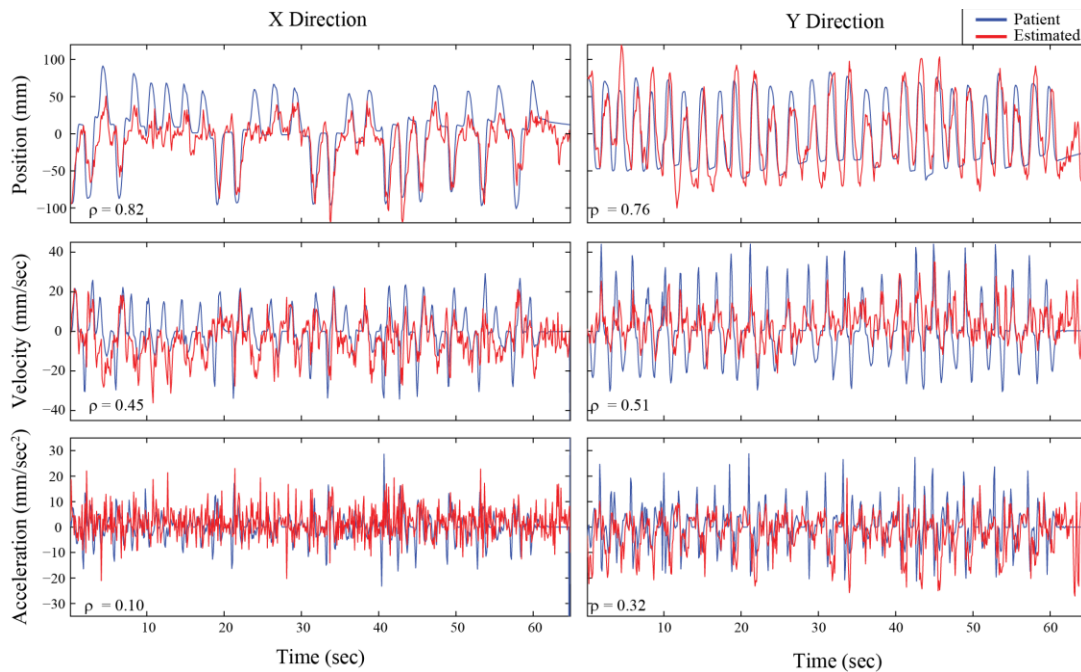 X Direction
Y Direction
Patient
Estimated
Position (mm)
100
50
0
−50
−100
ρ = 0.82
p = 0.76
Velocity (mm/sec)
40
20
0
−20
−40
ρ = 0.45
ρ = 0.51
Acceleration (mm/sec²)
30
20
10
0
−10
−20
−30
ρ = 0.10
p = 0.32
10 20 30 40 50 60
10 20 30 40 50 60
Time (sec)
Time (sec)